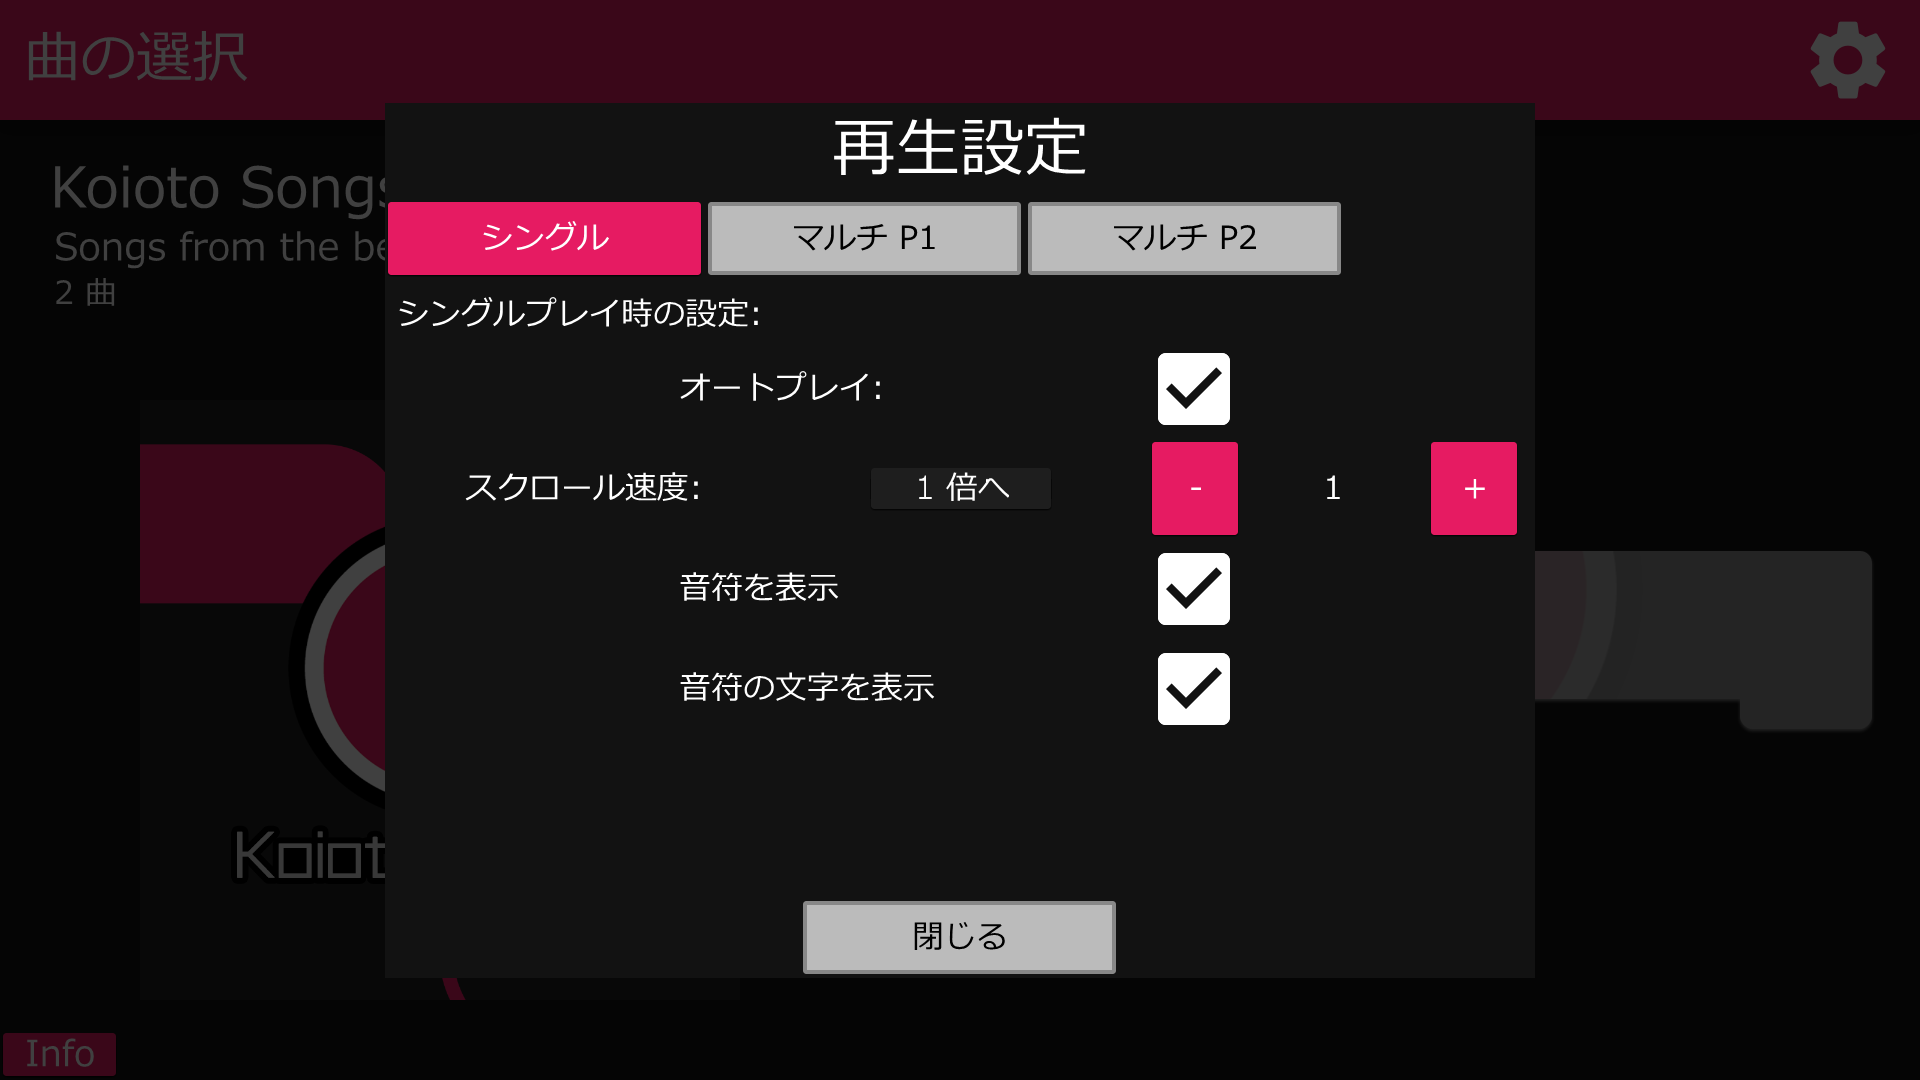 曲の選択
再生設定
Koioto Songs
Songs from the be
2 曲
シングル
マルチ P1
マルチ P2
シングルプレイ時の設定:
オートプレイ:
スクロール速度:
1 倍へ
-
1
+
音符を表示
音符の文字を表示
Koiot
閉じる
Info